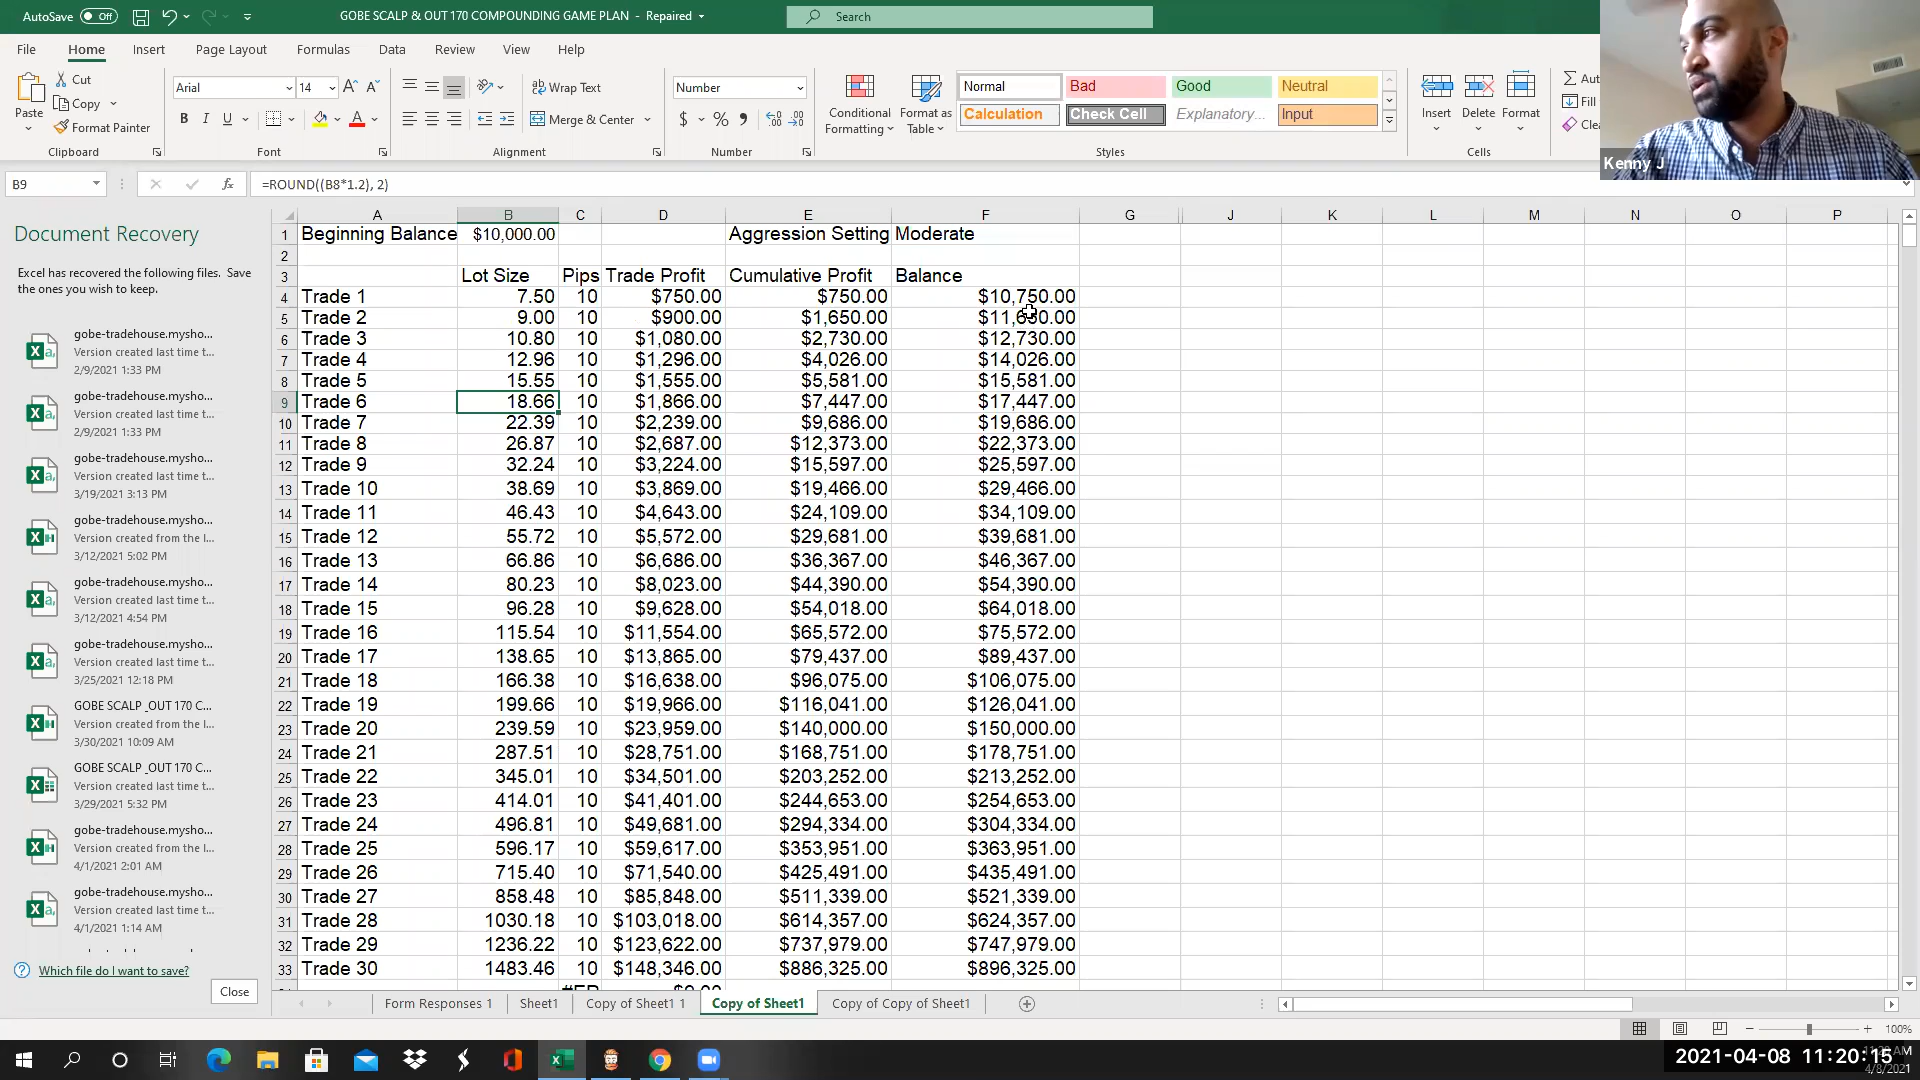 AutoSave Off GOBE SCALP & OUT 170 COMPOUNDING GAME PLAN - Repaired Search
File Home Insert Page Layout Formulas Data Review View Help
Paste Cut Copy Format Painter Clipboard
Arial 14 B I U A Font
Wrap Text Merge & Center Alignment
Number $ % Number
Conditional Formatting Format as Table Normal Bad Good Neutral Calculation Check Cell Explanatory... Input Styles
Insert Delete Format Cells
Fill
Kenny J
B9 fx =ROUND((B8*1.2), 2)
Document Recovery
Excel has recovered the following files. Save
the ones you wish to keep.
gobe-tradehouse.mysho...
Version created last time t...
2/9/2021 1:33 PM
gobe-tradehouse.mysho...
Version created last time t...
2/9/2021 1:33 PM
gobe-tradehouse.mysho...
Version created last time t...
3/19/2021 3:13 PM
gobe-tradehouse.mysho...
Version created from the l...
3/12/2021 5:02 PM
gobe-tradehouse.mysho...
Version created last time t...
3/12/2021 4:54 PM
gobe-tradehouse.mysho...
Version created last time t...
3/25/2021 12:18 PM
GOBE SCALP _OUT 170 C...
Version created from the l...
3/30/2021 10:09 AM
GOBE SCALP _OUT 170 C...
Version created last time t...
3/29/2021 5:32 PM
gobe-tradehouse.mysho...
Version created from the l...
4/1/2021 2:01 AM
gobe-tradehouse.mysho...
Version created last time t...
4/1/2021 1:14 AM
Which file do I want to save?
Close
A B C D E F G J K L M N O P
1 Beginning Balance $10,000.00 Aggression Setting Moderate
2
3 Lot Size Pips Trade Profit Cumulative Profit Balance
4 Trade 1 7.50 10 $750.00 $750.00 $10,750.00
5 Trade 2 9.00 10 $900.00 $1,650.00 $11,650.00
6 Trade 3 10.80 10 $1,080.00 $2,730.00 $12,730.00
7 Trade 4 12.96 10 $1,296.00 $4,026.00 $14,026.00
8 Trade 5 15.55 10 $1,555.00 $5,581.00 $15,581.00
9 Trade 6 18.66 10 $1,866.00 $7,447.00 $17,447.00
10 Trade 7 22.39 10 $2,239.00 $9,686.00 $19,686.00
11 Trade 8 26.87 10 $2,687.00 $12,373.00 $22,373.00
12 Trade 9 32.24 10 $3,224.00 $15,597.00 $25,597.00
13 Trade 10 38.69 10 $3,869.00 $19,466.00 $29,466.00
14 Trade 11 46.43 10 $4,643.00 $24,109.00 $34,109.00
15 Trade 12 55.72 10 $5,572.00 $29,681.00 $39,681.00
16 Trade 13 66.86 10 $6,686.00 $36,367.00 $46,367.00
17 Trade 14 80.23 10 $8,023.00 $44,390.00 $54,390.00
18 Trade 15 96.28 10 $9,628.00 $54,018.00 $64,018.00
19 Trade 16 115.54 10 $11,554.00 $65,572.00 $75,572.00
20 Trade 17 138.65 10 $13,865.00 $79,437.00 $89,437.00
21 Trade 18 166.38 10 $16,638.00 $96,075.00 $106,075.00
22 Trade 19 199.66 10 $19,966.00 $116,041.00 $126,041.00
23 Trade 20 239.59 10 $23,959.00 $140,000.00 $150,000.00
24 Trade 21 287.51 10 $28,751.00 $168,751.00 $178,751.00
25 Trade 22 345.01 10 $34,501.00 $203,252.00 $213,252.00
26 Trade 23 414.01 10 $41,401.00 $244,653.00 $254,653.00
27 Trade 24 496.81 10 $49,681.00 $294,334.00 $304,334.00
28 Trade 25 596.17 10 $59,617.00 $353,951.00 $363,951.00
29 Trade 26 715.40 10 $71,540.00 $425,491.00 $435,491.00
30 Trade 27 858.48 10 $85,848.00 $511,339.00 $521,339.00
31 Trade 28 1030.18 10 $103,018.00 $614,357.00 $624,357.00
32 Trade 29 1236.22 10 $123,622.00 $737,979.00 $747,979.00
33 Trade 30 1483.46 10 $148,346.00 $886,325.00 $896,325.00
Form Responses 1 Sheet1 Copy of Sheet1 1 Copy of Sheet1 Copy of Copy of Sheet1
100%
2021-04-08 11:20:15
4/8/2021